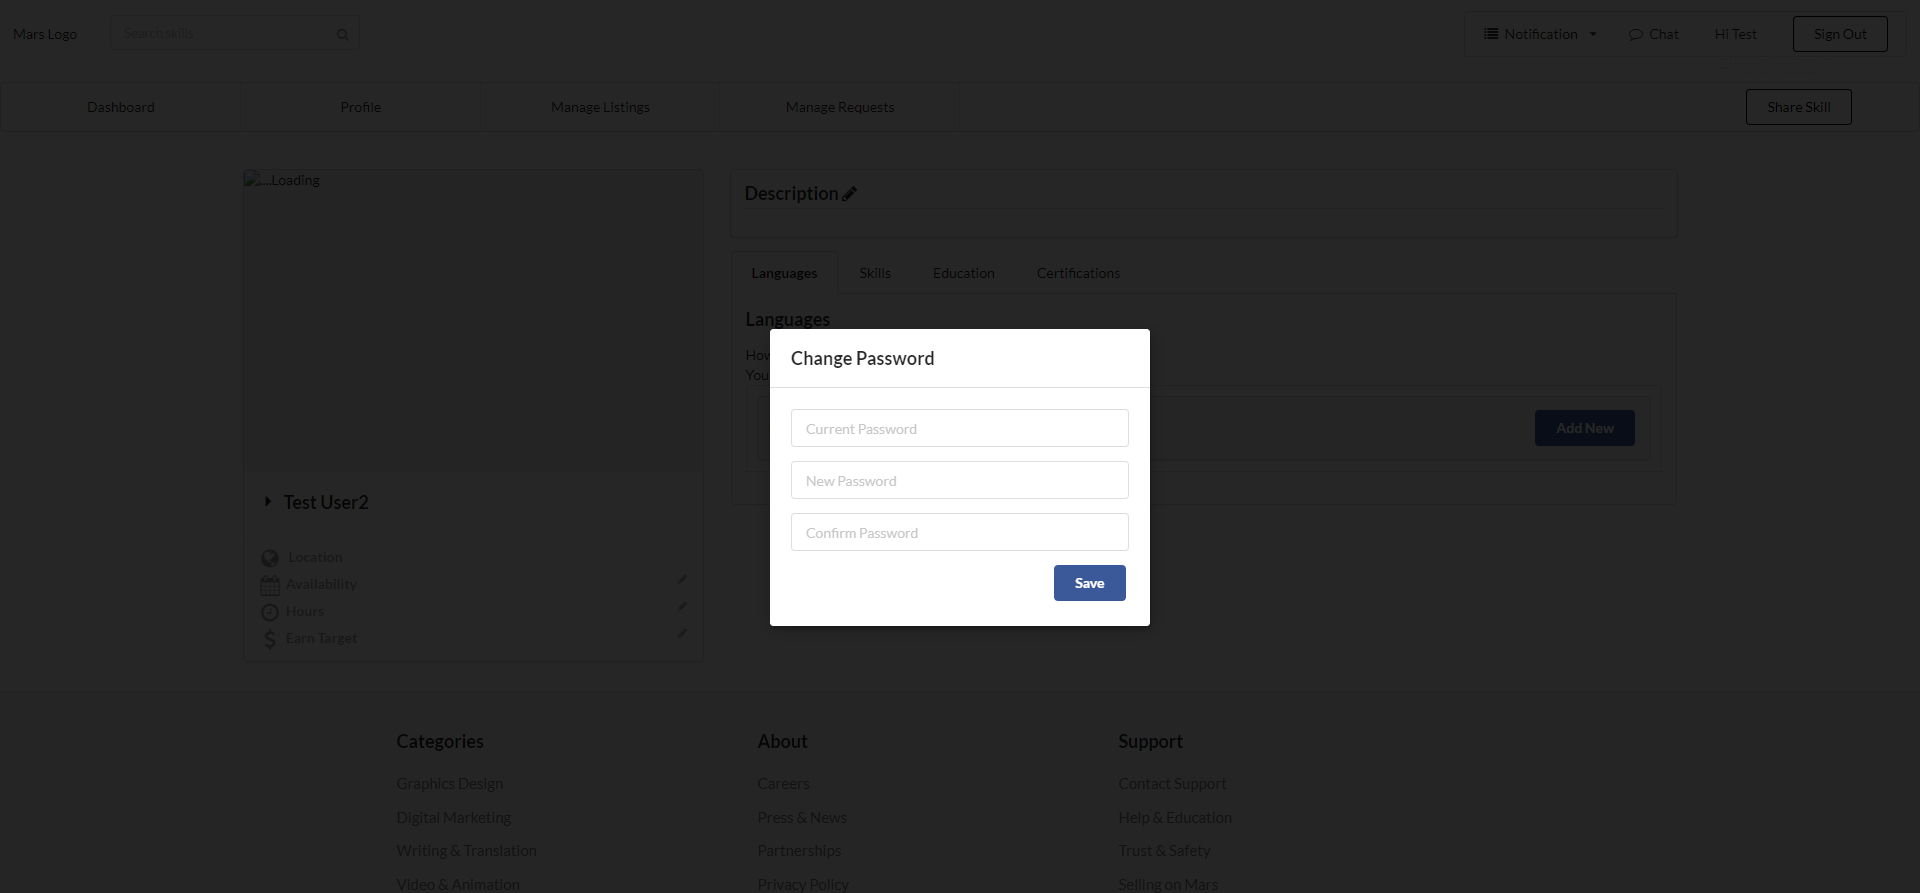 Mars Logo
Search skills
Notification
Chat
Hi Test
Sign Out
Dashboard
Profile
Manage Listings
Manage Requests
Share Skill
Loading
Description
Languages
Skills
Education
Certifications
Languages
How
You
Add New
Change Password
Current Password
New Password
Confirm Password
Save
Test User2
Location
Availability
Hours
Earn Target
Categories
About
Support
Graphics Design
Careers
Contact Support
Digital Marketing
Press & News
Help & Education
Writing & Translation
Partnerships
Trust & Safety
Video & Animation
Privacy Policy
Selling on Mars